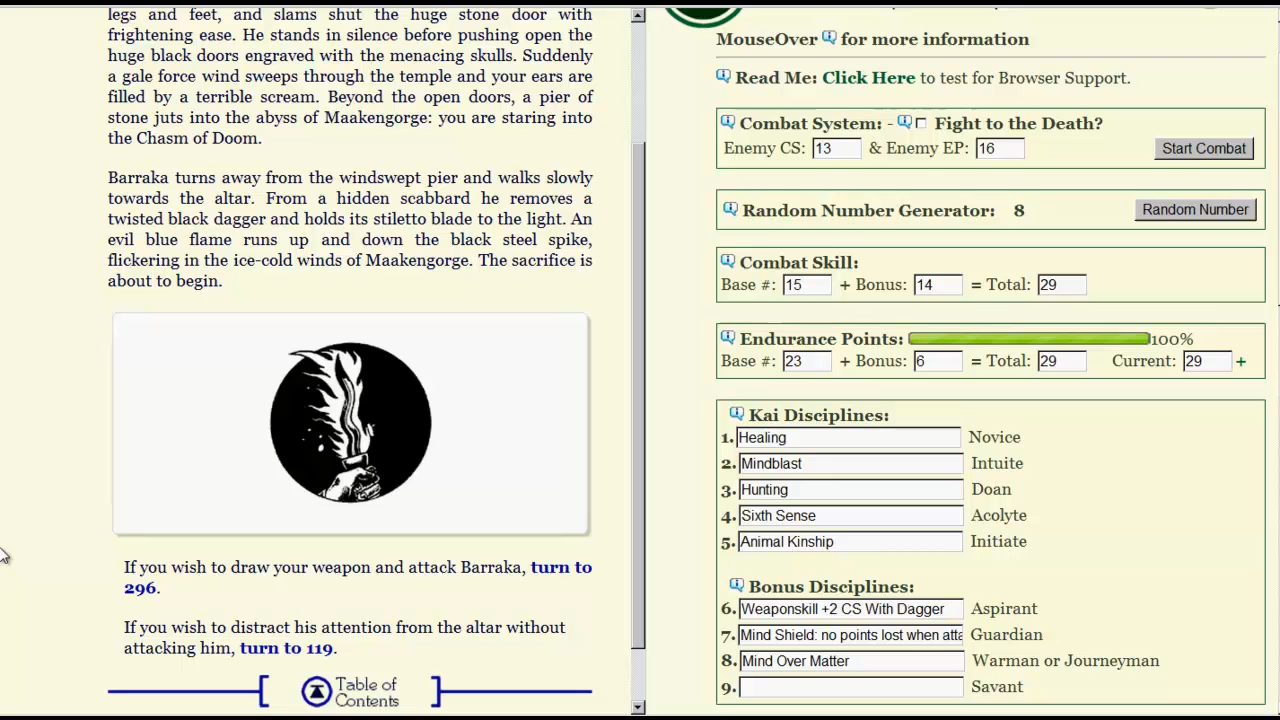 legs and feet, and slams shut the huge stone door with
frightening ease. He stands in silence before pushing open the
huge black doors engraved with the menacing skulls. Suddenly
a gale force wind sweeps through the temple and your ears are
filled by a terrible scream. Beyond the open doors, a pier of
stone juts into the abyss of Maakengorge: you are staring into
the Chasm of Doom.
Barraka turns away from the windswept pier and walks slowly
towards the altar. From a hidden scabbard he removes a
twisted black dagger and holds its stiletto blade to the light. An
evil blue flame runs up and down the black steel spike,
flickering in the ice-cold winds of Maakengorge. The sacrifice is
about to begin.
If you wish to draw your weapon and attack Barraka, turn to
296.
If you wish to distract his attention from the altar without
attacking him, turn to 119.
Table of
Contents
MouseOver for more information
Read Me: Click Here to test for Browser Support.
Combat System: - Fight to the Death?
Enemy CS: 13 & Enemy EP: 16 Start Combat
Random Number Generator: 8 Random Number
Combat Skill:
Base #: 15 + Bonus: 14 = Total: 29
Endurance Points: 100%
Base #: 23 + Bonus: 6 = Total: 29 Current: 29 +
Kai Disciplines:
1. Healing Novice
2. Mindblast Intuite
3. Hunting Doan
4. Sixth Sense Acolyte
5. Animal Kinship Initiate
Bonus Disciplines:
6. Weaponskill +2 CS With Dagger Aspirant
7. Mind Shield: no points lost when atta Guardian
8. Mind Over Matter Warman or Journeyman
9. Savant